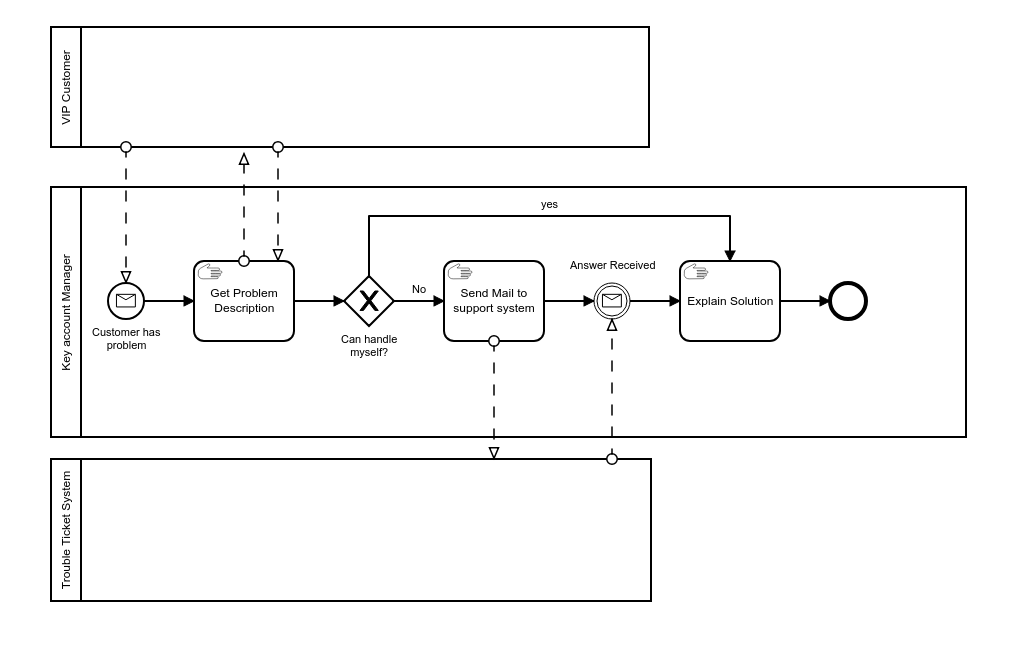 VIP Customer
Key account Manager
yes
Answer Received
Get Problem
Description
No
Send Mail to
support system
Explain Solution
Customer has
problem
Can handle
myself?
Trouble Ticket System